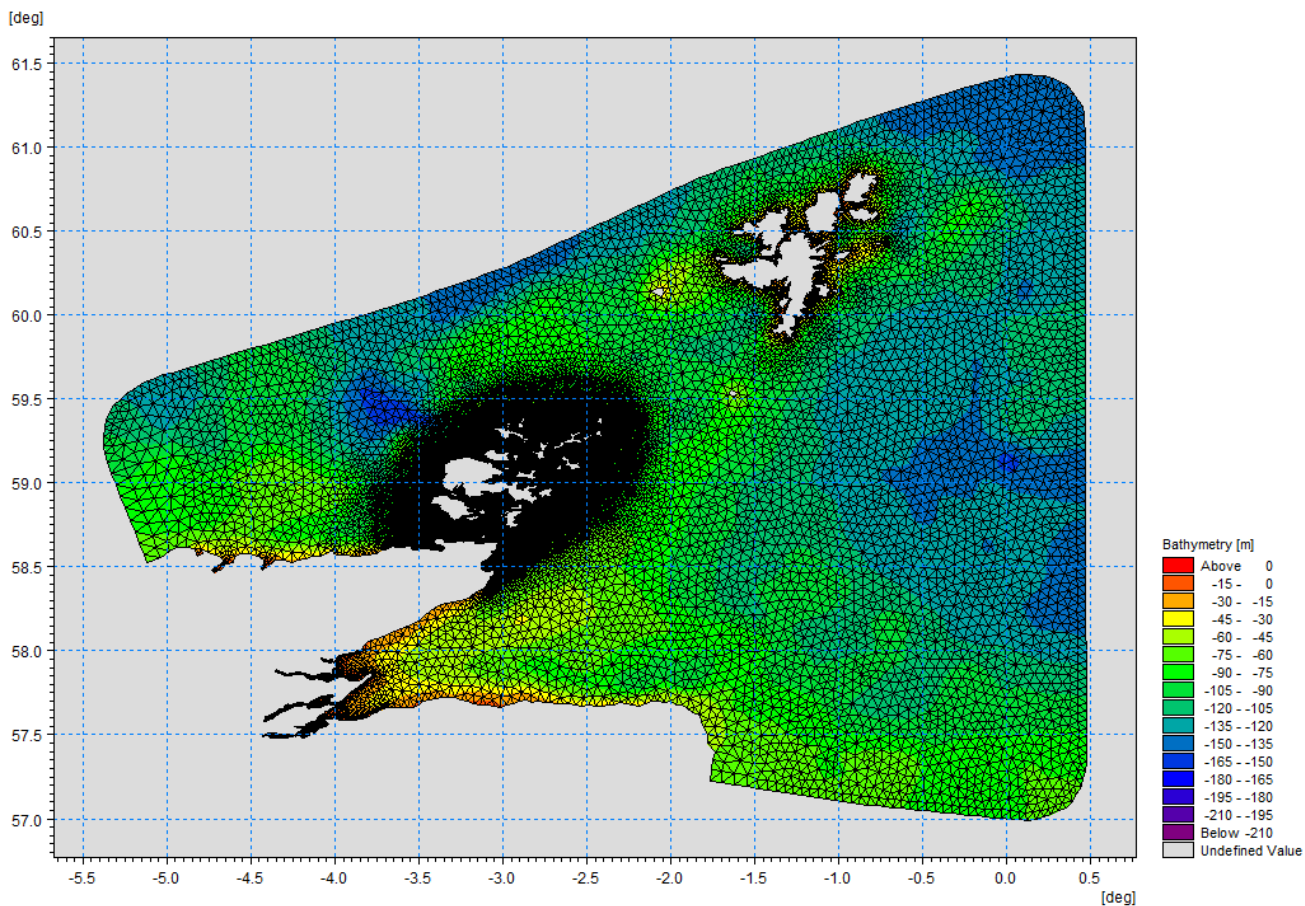 [deg]
61.5
61.0
60.5
60.0
59.5
59.0
58.5
58.0
57.5
57.0
-5.5 -5.0 -4.5 -4.0 -3.5 -3.0 -2.5 -2.0 -1.5 -1.0 -0.5 0.0 0.5
[deg]
Bathymetry [m]
Above 0
-15 - 0
-30 - -15
-45 - -30
-60 - -45
-75 - -60
-90 - -75
-105 - -90
-120 - -105
-135 - -120
-150 - -135
-165 - -150
-180 - -165
-195 - -180
-210 - -195
Below -210
Undefined Value